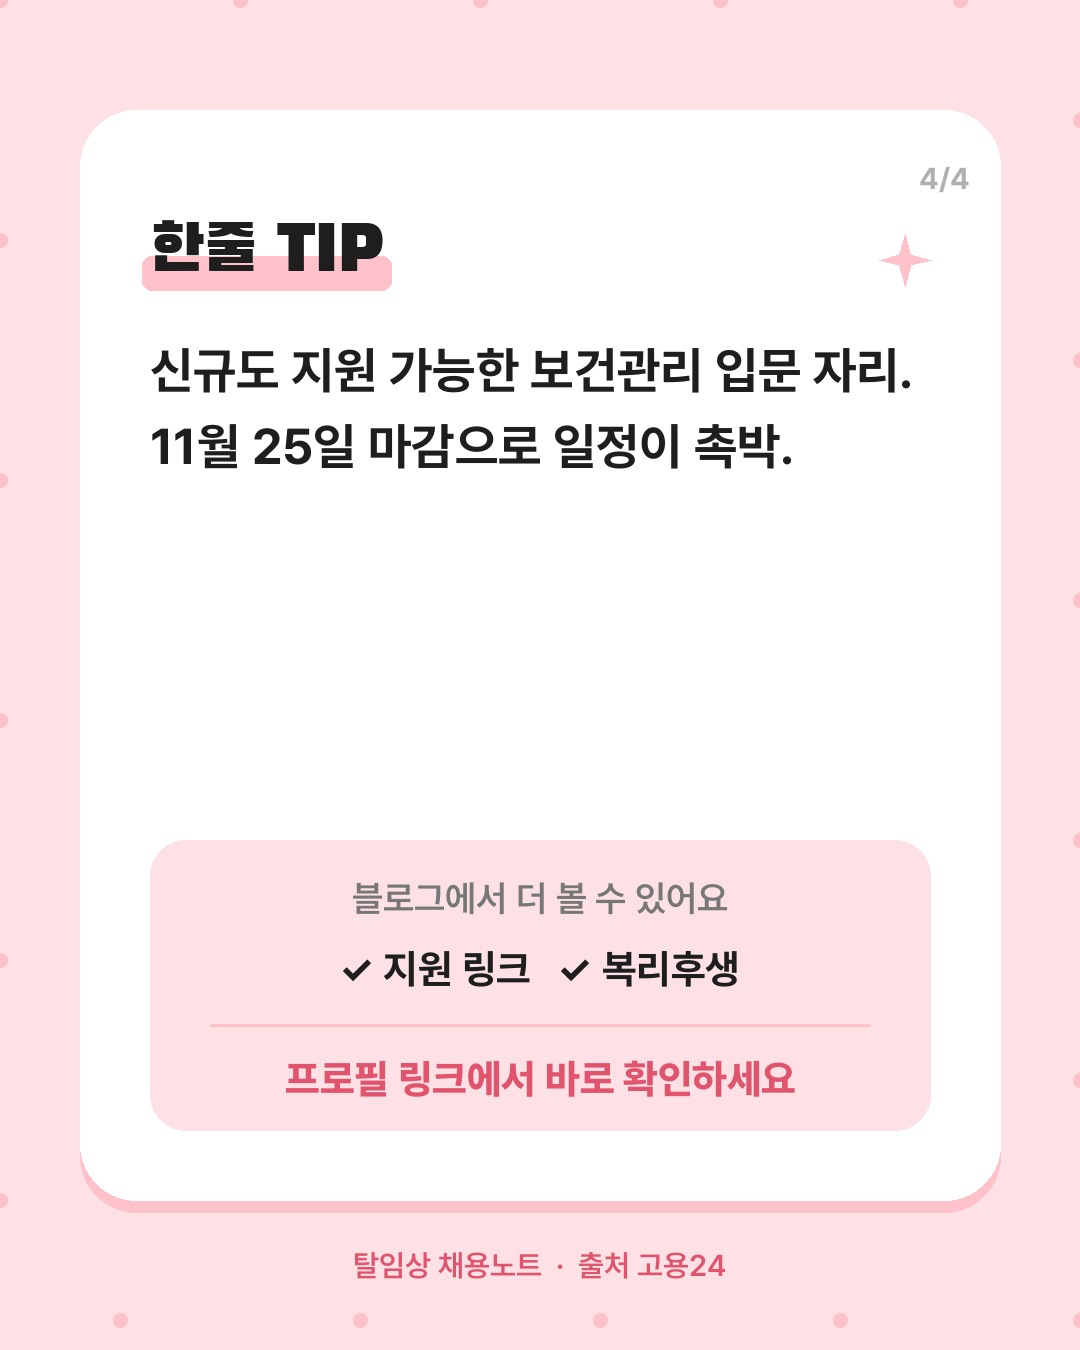 4/4
한줄 TIP
신규도 지원 가능한 보건관리 입문 자리.
11월 25일 마감으로 일정이 촉박.
블로그에서 더 볼 수 있어요
✓ 지원 링크 ✓ 복리후생
프로필 링크에서 바로 확인하세요
탈임상 채용노트 · 출처 고용24